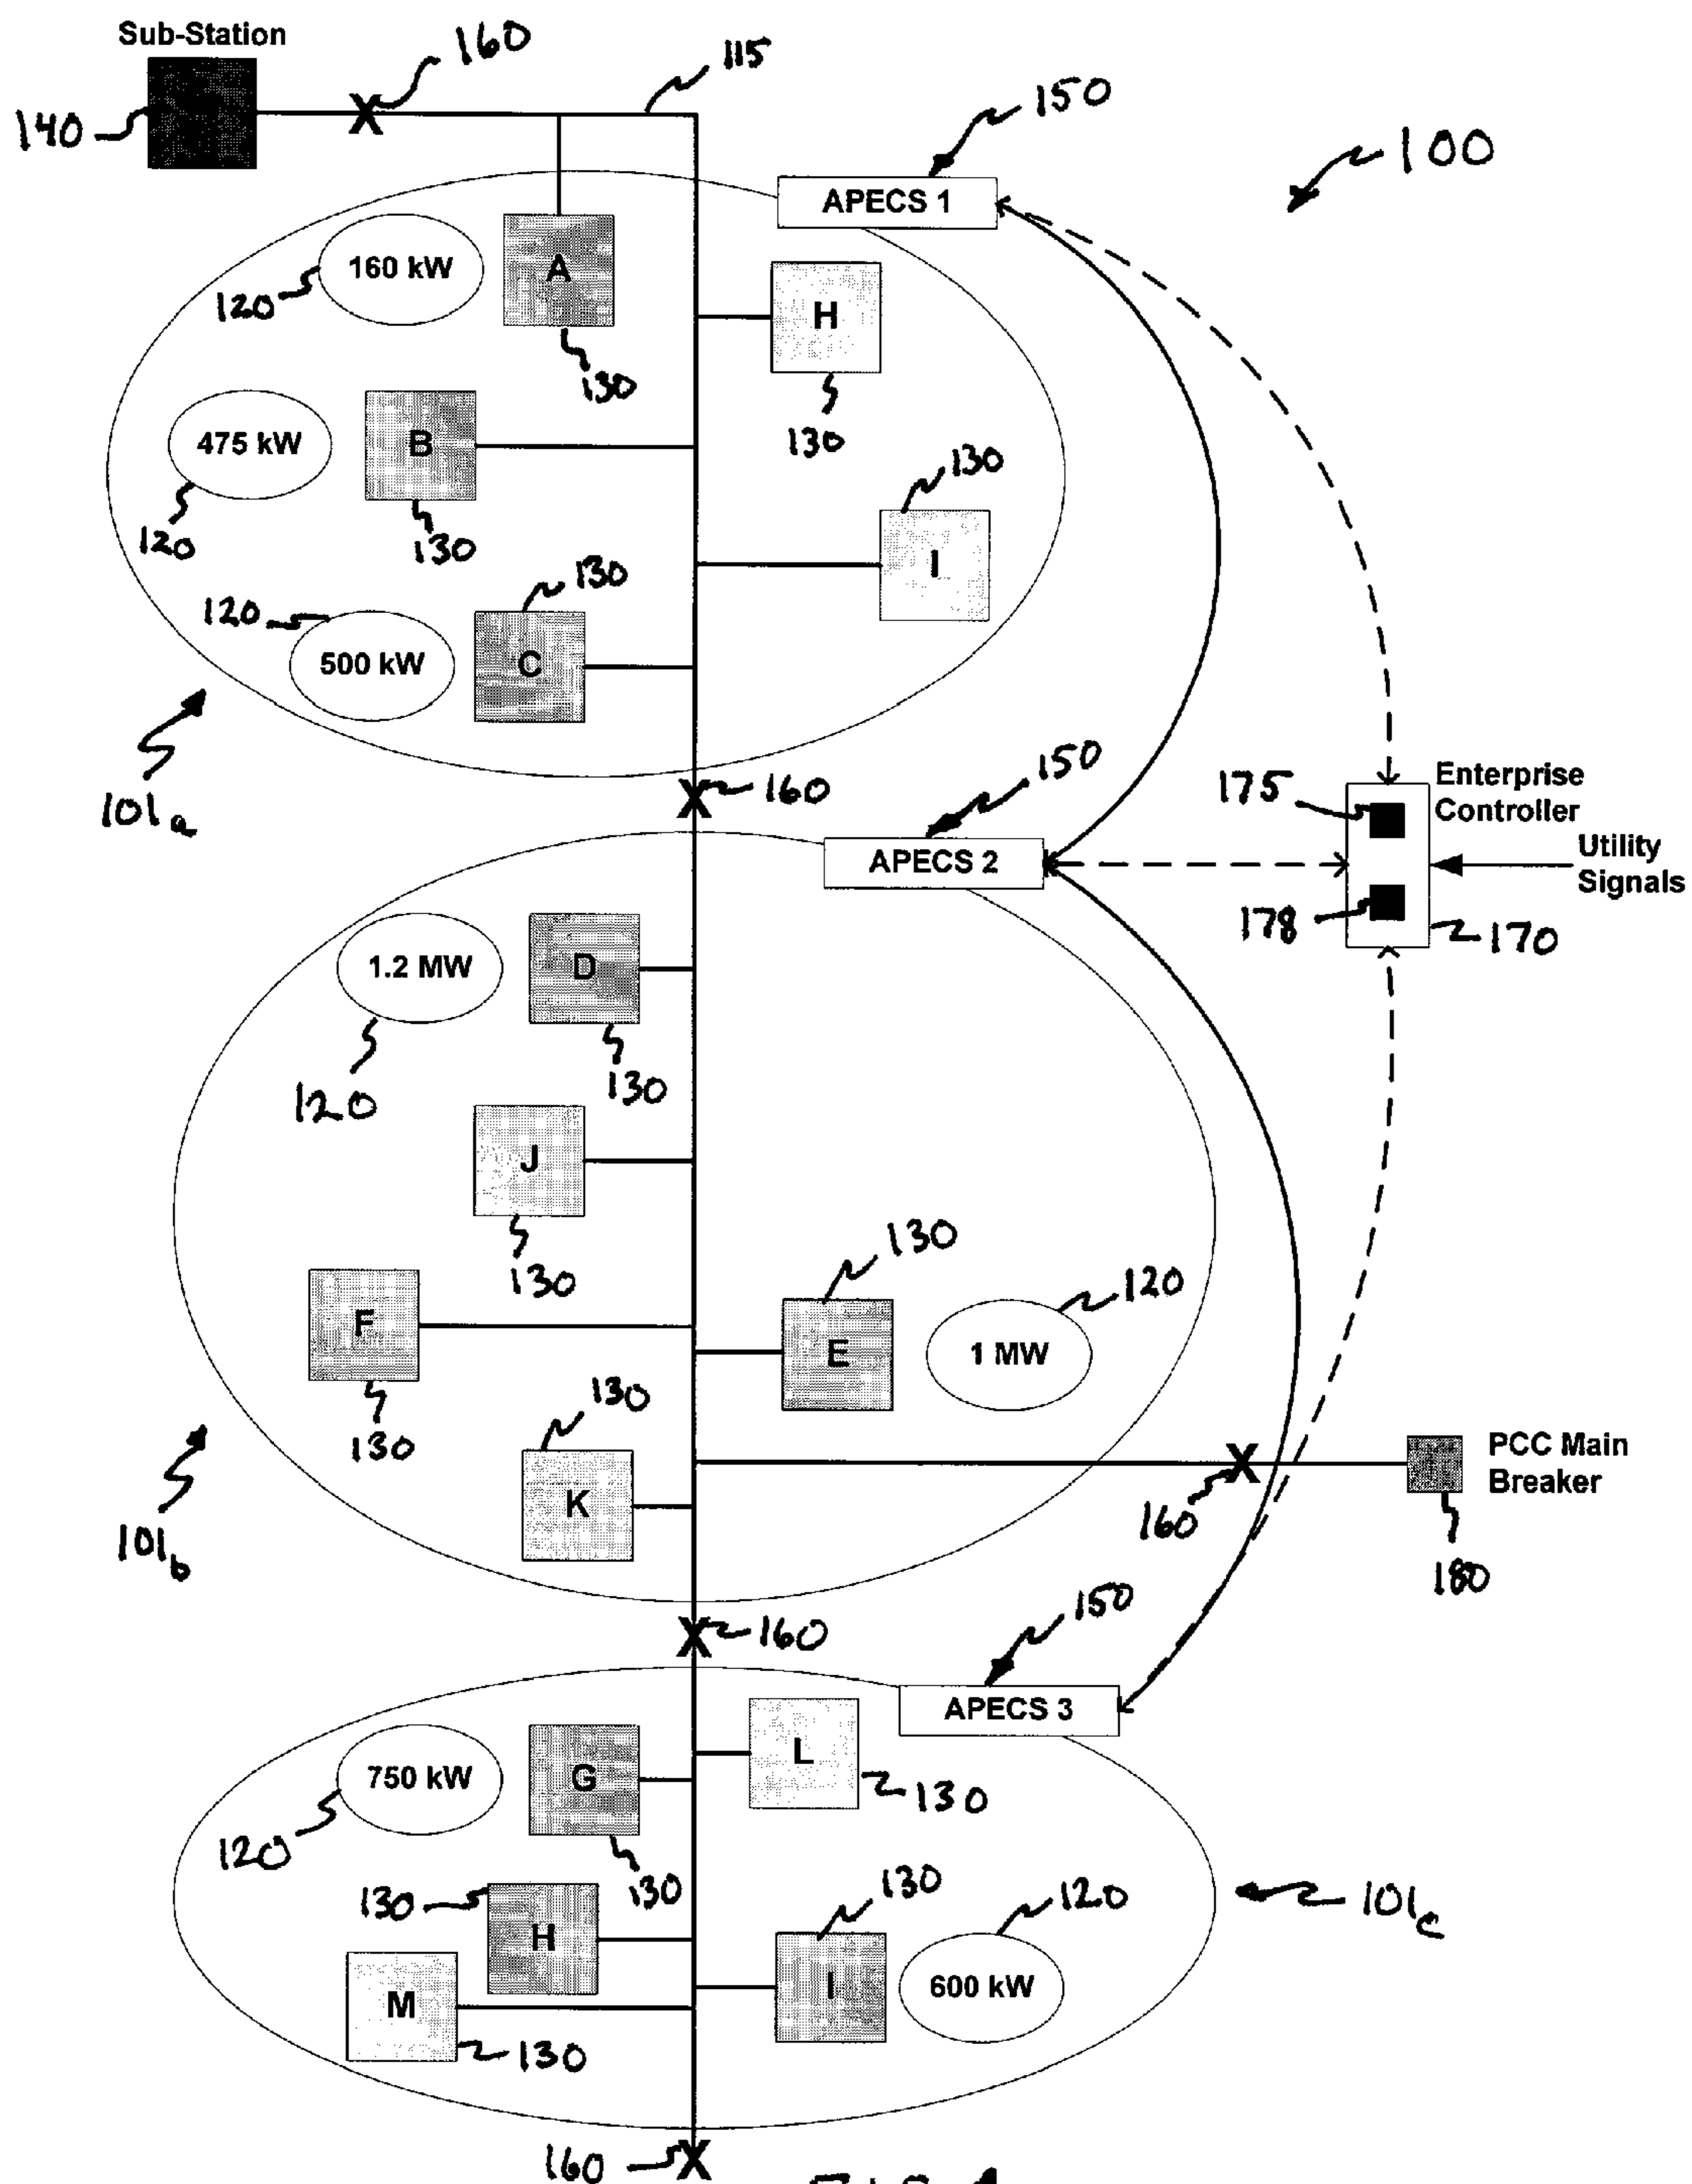 Sub-Station
160
115
150
100
140
APECS 1
160 kW
A
120
H
130
130
475 kW
B
130
120
130
I
130
120
500 kW
C
101a
160
150
175
Enterprise
Controller
APECS 2
Utility
Signals
178
170
1.2 MW
D
120
130
J
130
130
120
F
E
1 MW
130
130
K
PCC Main
Breaker
160
180
101b
160
150
APECS 3
750 kW
G
L
130
120
130
130
130
120
101c
H
M
I
600 kW
130
160